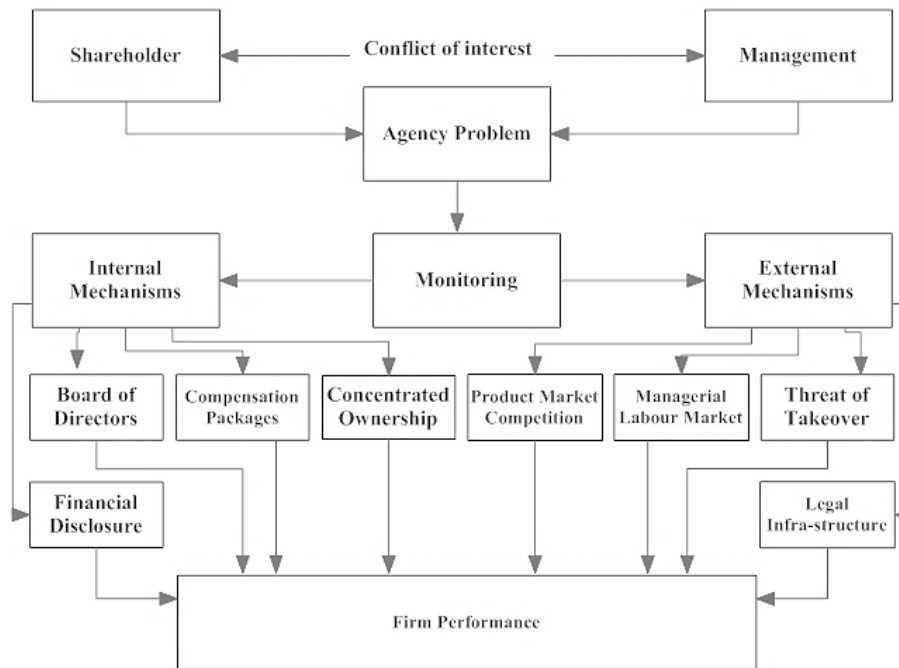 Shareholder
Conflict of interest
Management
Agency Problem
Internal
Mechanisms
Monitoring
External
Mechanisms
Board of
Directors
Compensation
Packages
Concentrated
Ownership
Product Market
Competition
Managerial
Labour Market
Threat of
Takeover
Financial
Disclosure
Legal
Infra-structure
Firm Performance